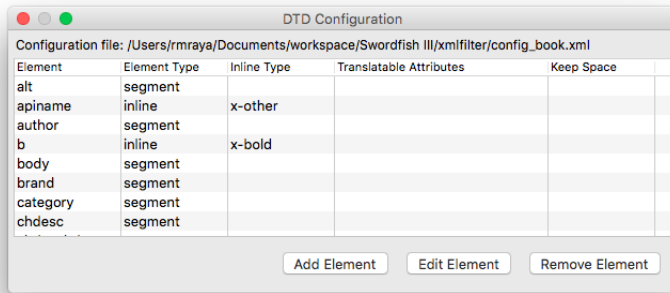 DTD Configuration
Configuration file: /Users/rmraya/Documents/workspace/Swordfish III/xmlfilter/config_book.xml
Element Element Type Inline Type Translatable Attributes Keep Space
alt segment
apiname inline x-other
author segment
b inline x-bold
body segment
brand segment
category segment
chdesc segment
Add Element Edit Element Remove Element